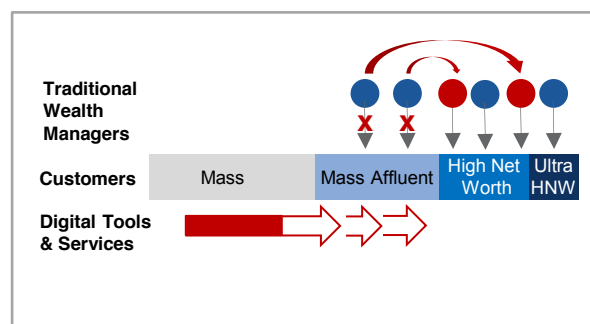 Traditional
Wealth
Managers
X X
Customers
Mass
Mass Affluent
High Net
Worth
Ultra
HNW
Digital Tools
& Services